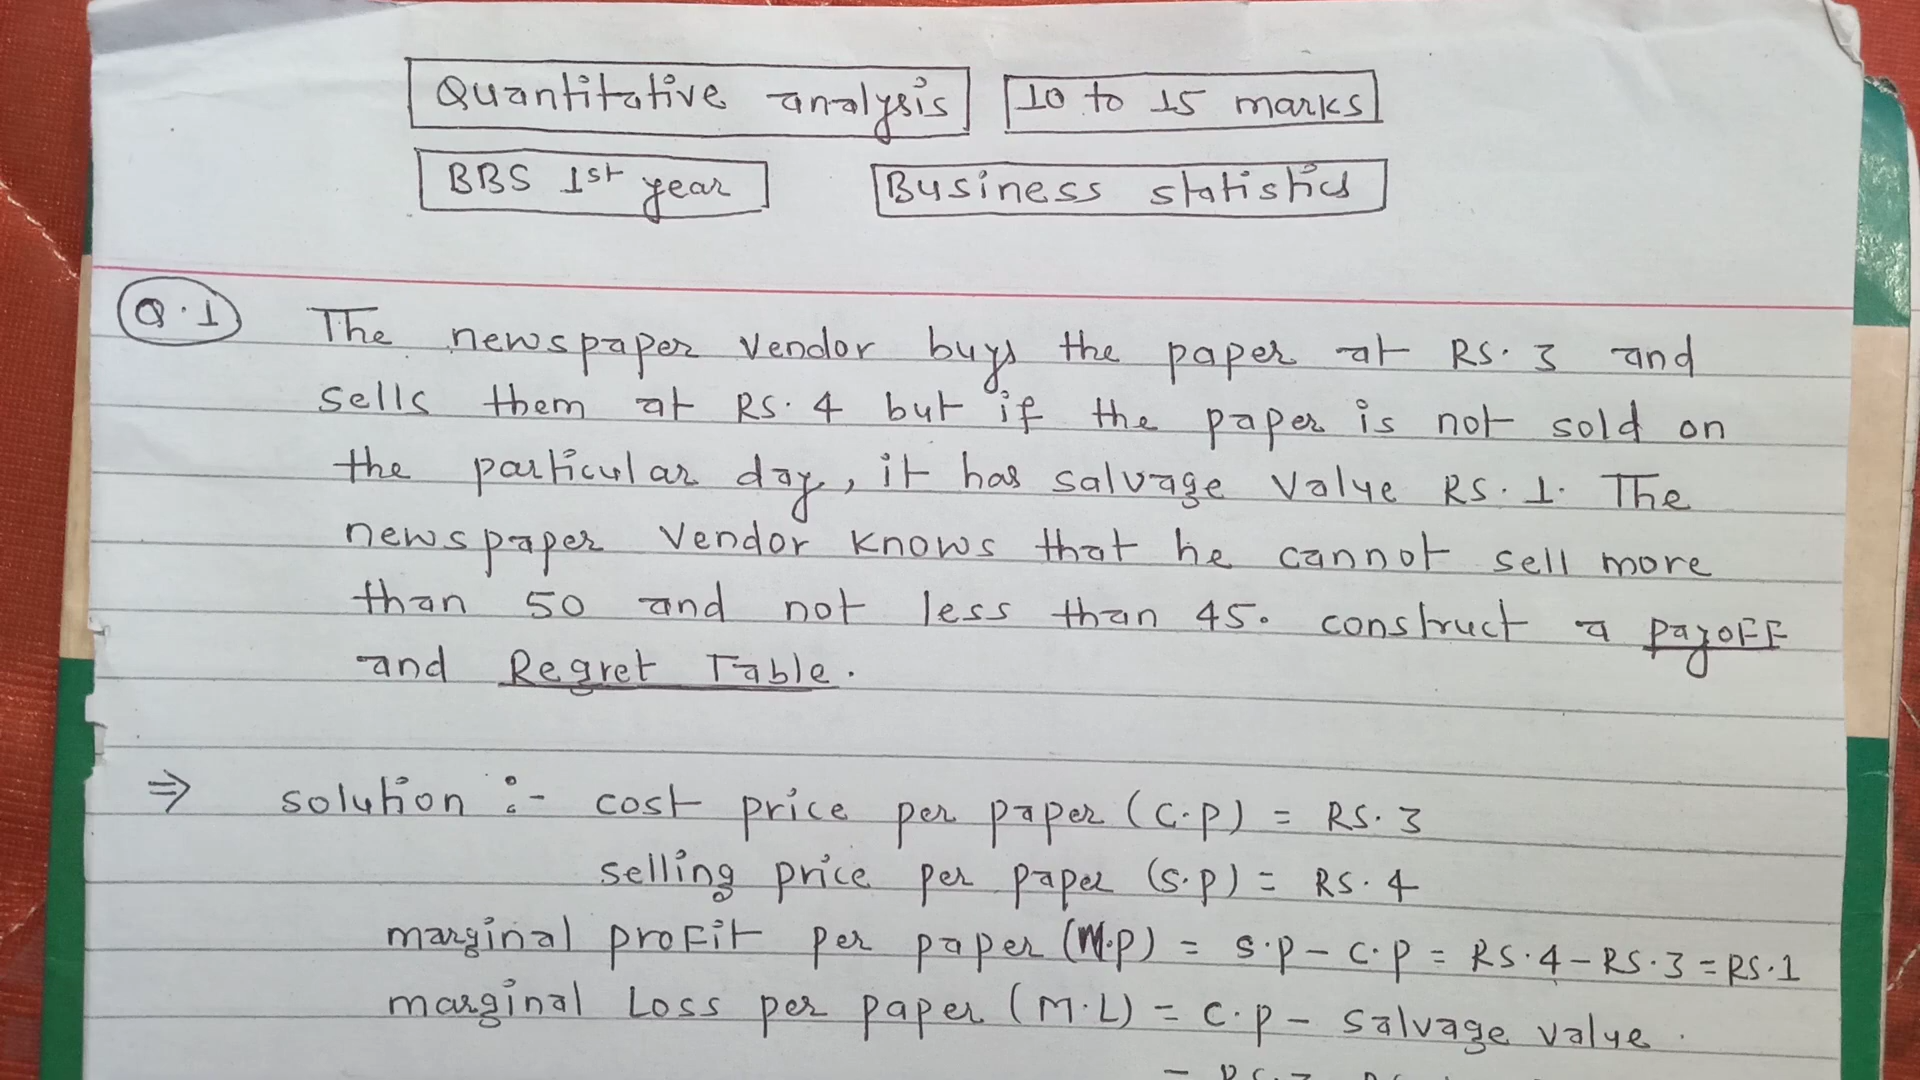 Quantitative analysis 10 to 15 marks
BBS 1st year Business statistics
Q.1 The newspaper vendor buys the paper at RS. 3 and
sells them at RS. 4 but if the paper is not sold on
the particular day, it has salvage value RS. 1. The
newspaper vendor knows that he cannot sell more
than 50 and not less than 45. construct a payoff
and Regret Table.
⇒ solution :- cost price per paper (C.P) = RS. 3
selling price per paper (S.P) = RS. 4
marginal profit per paper (M.P) = S.P - C.P = RS.4 - RS.3 = RS.1
marginal Loss per paper (M.L) = C.P - salvage value.